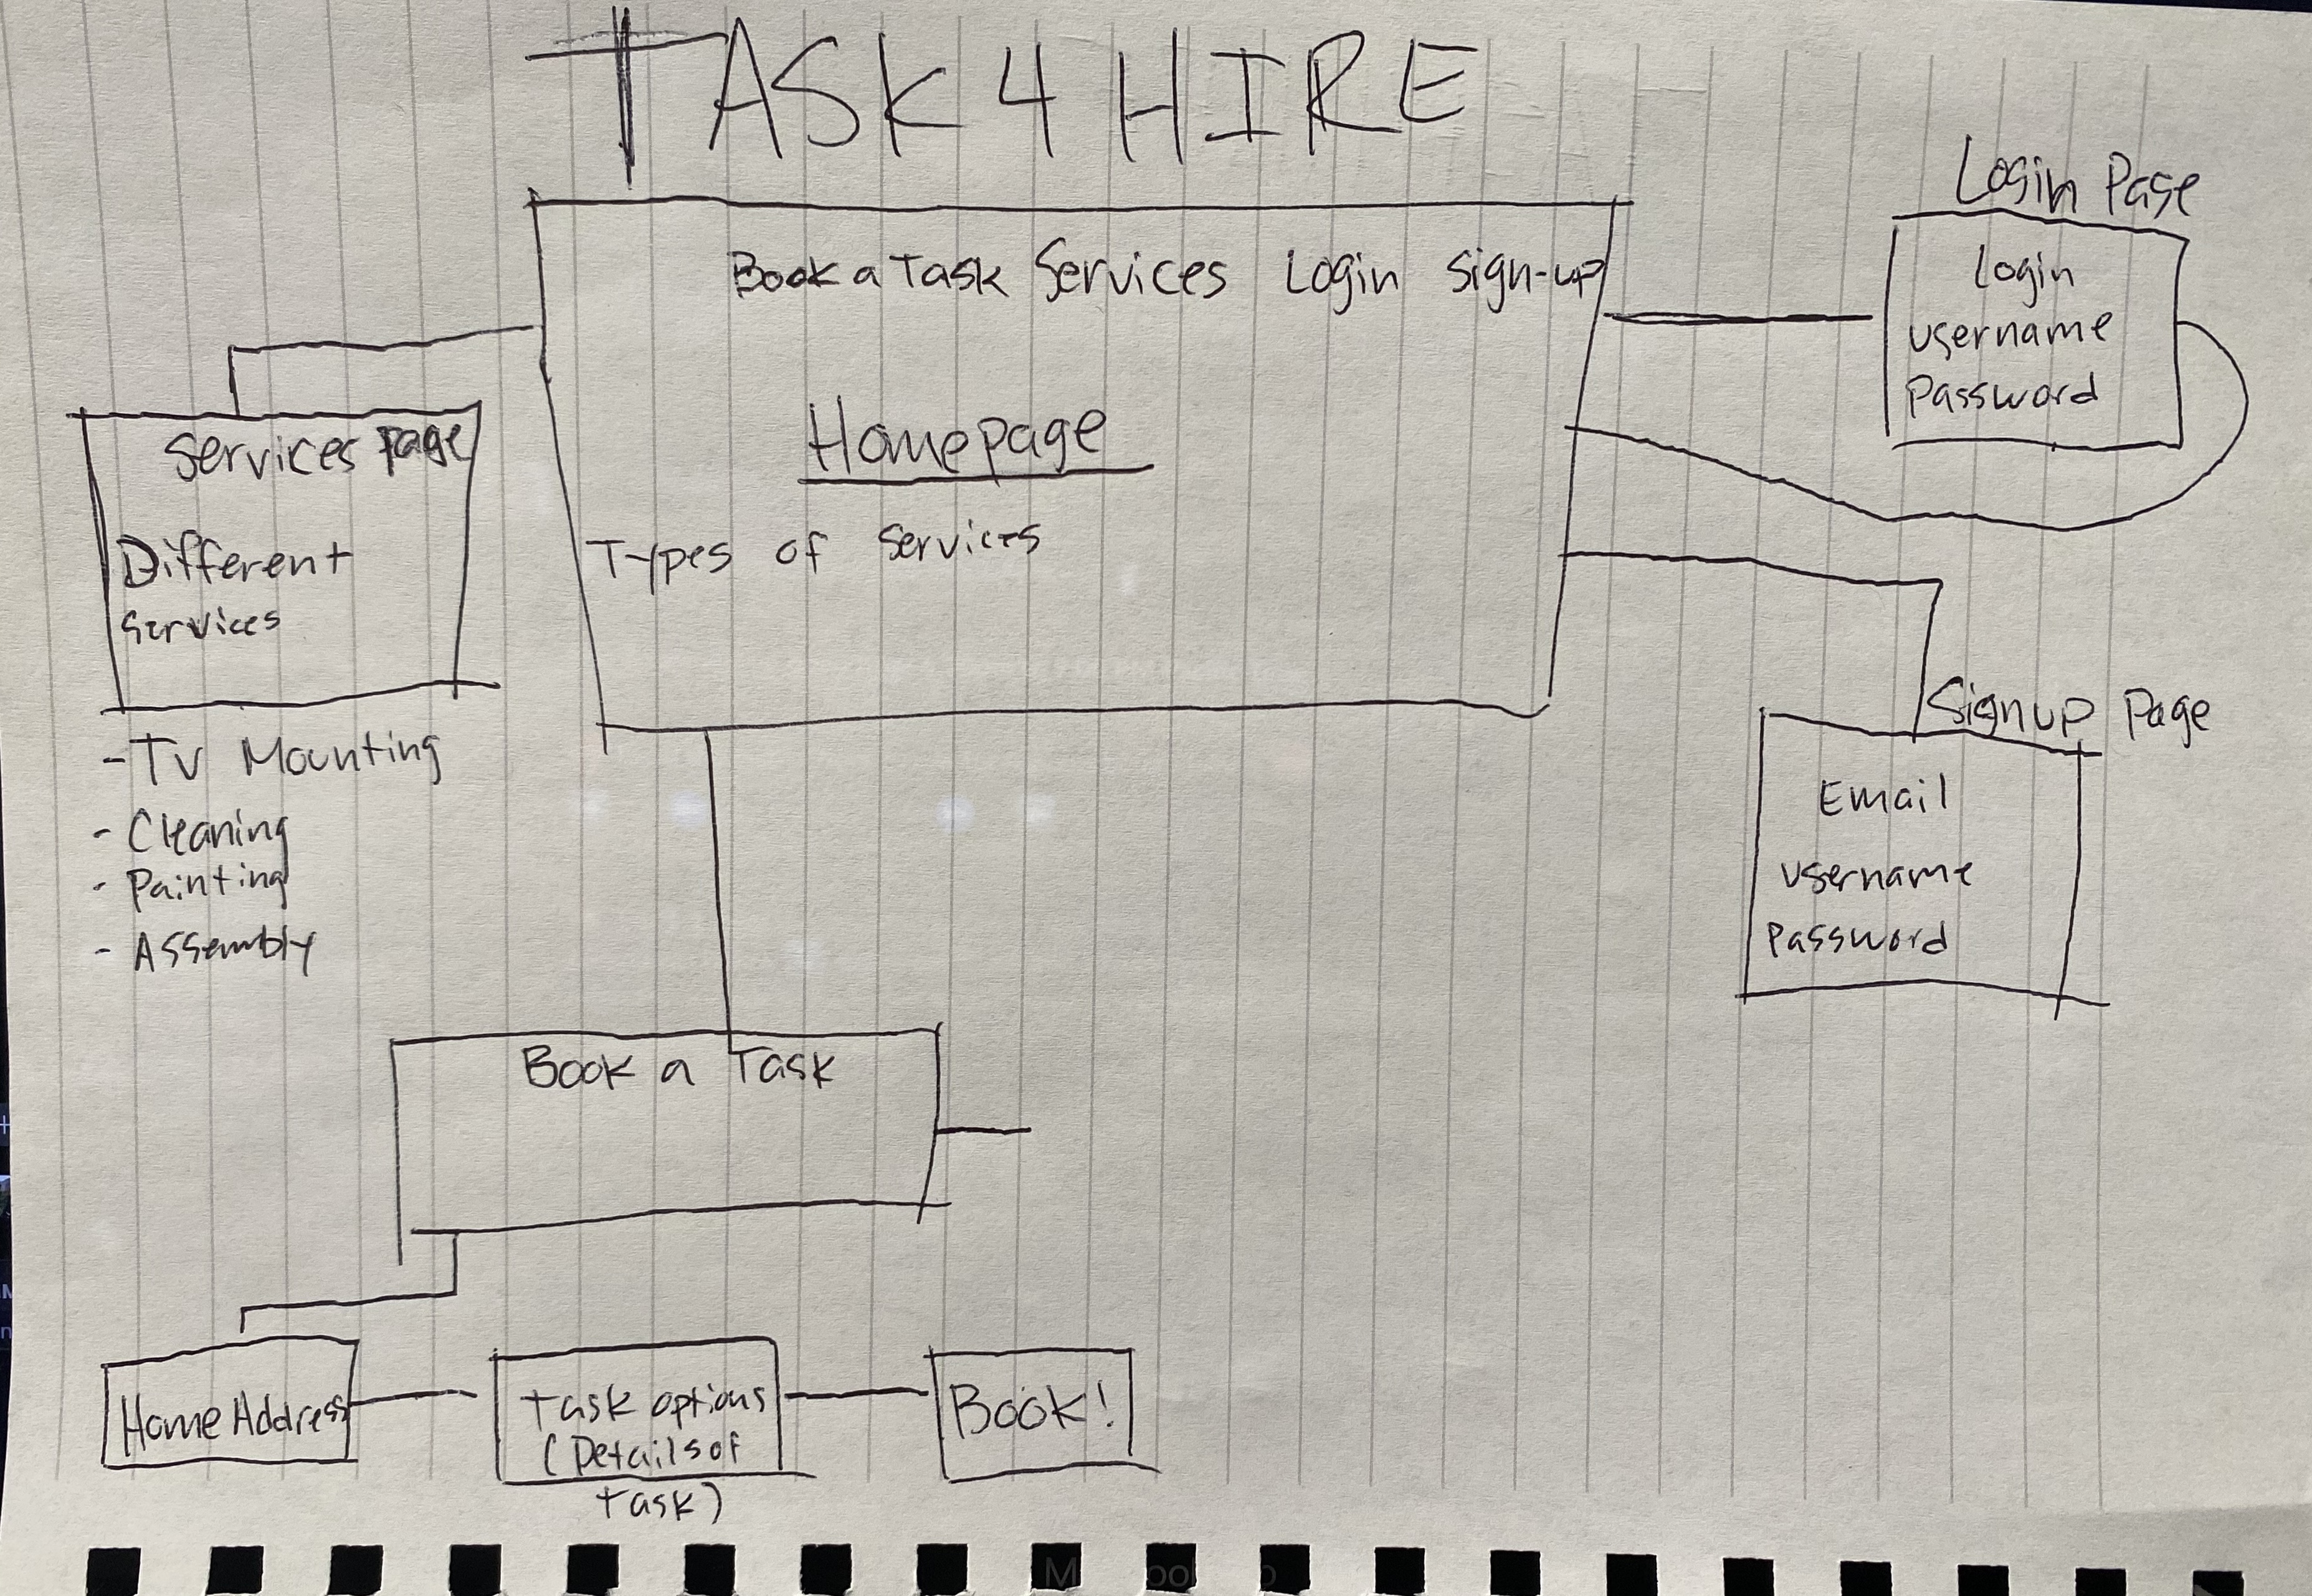 TASK 4 HIRE
Login Page
Book a Task Services Login Sign-up
Login
username
Password
Homepage
Types of services
Services Page
Different
services
- TV Mounting
- Cleaning
- Painting
- Assembly
Signup Page
Email
username
Password
Book a Task
Home Address
Task options
(Details of
task)
Book!